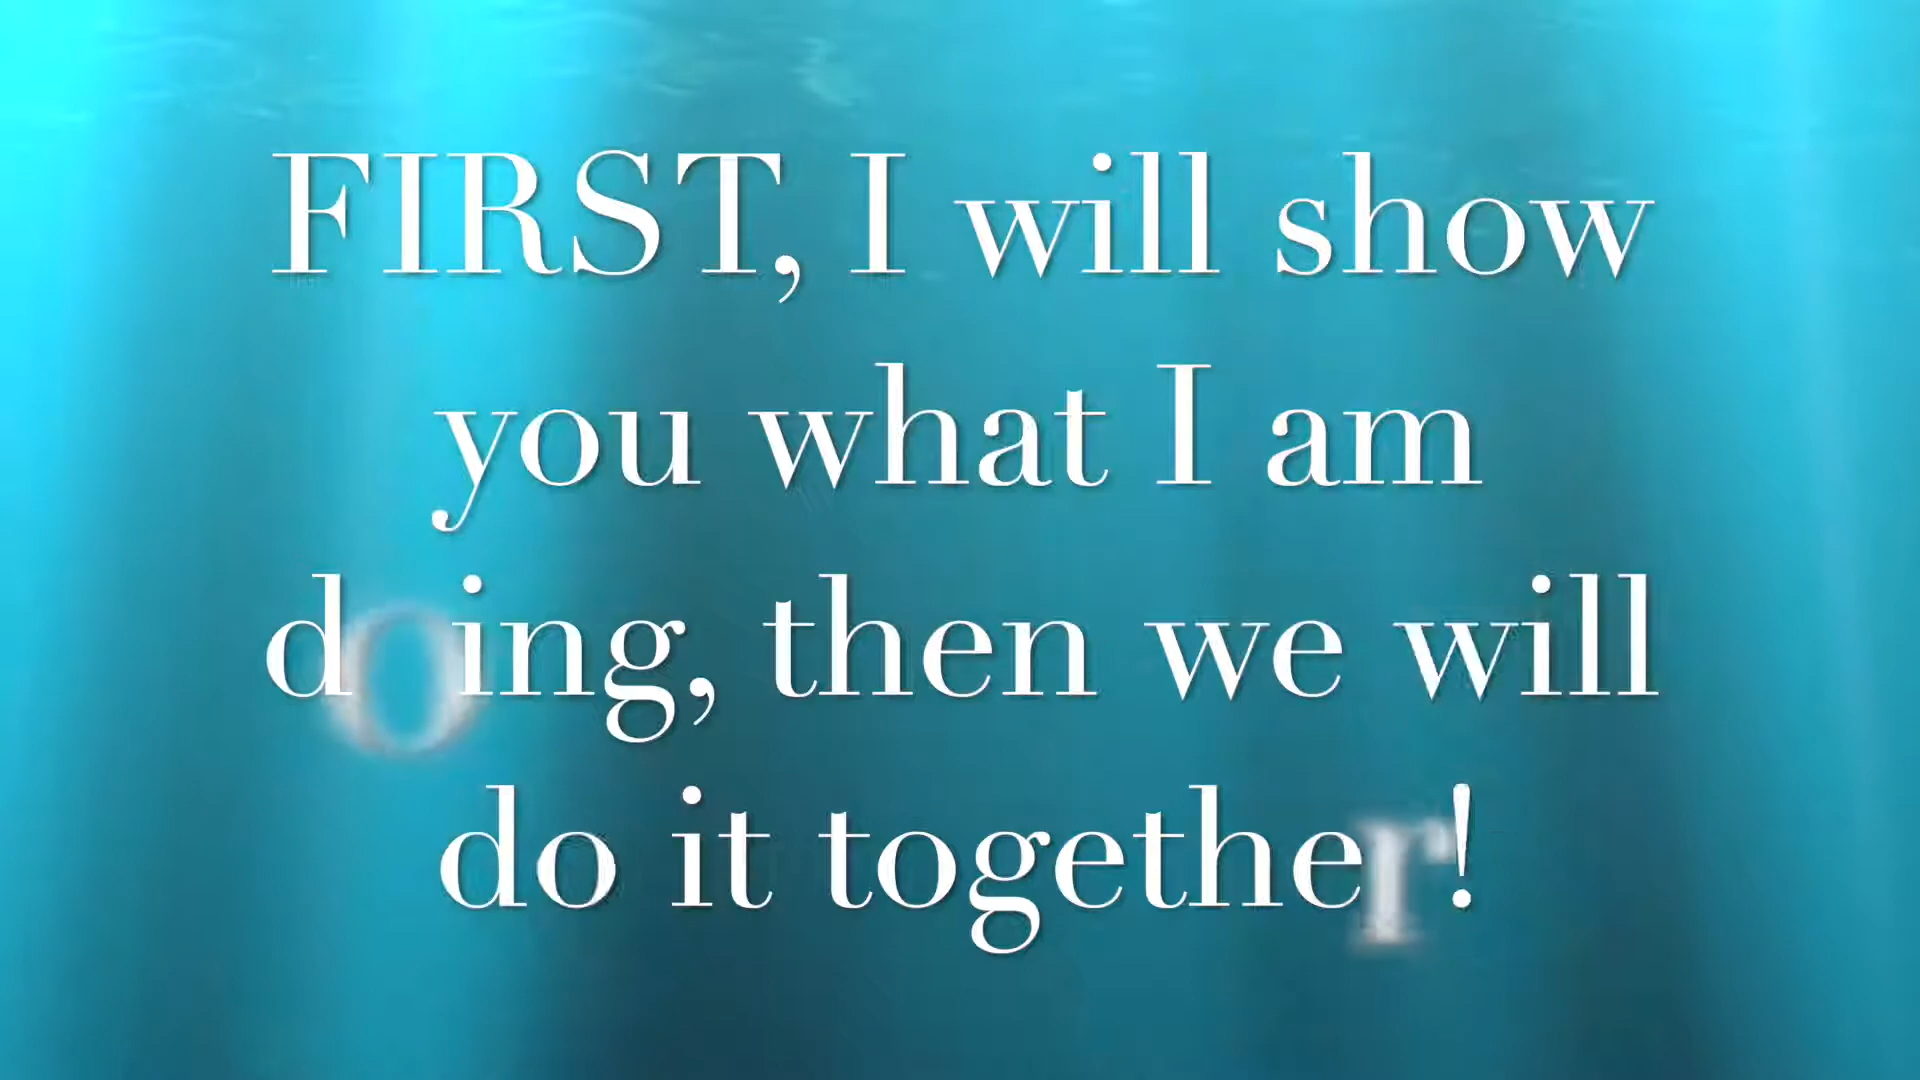 FIRST, I will show
you what I am
doing, then we will
do it together!